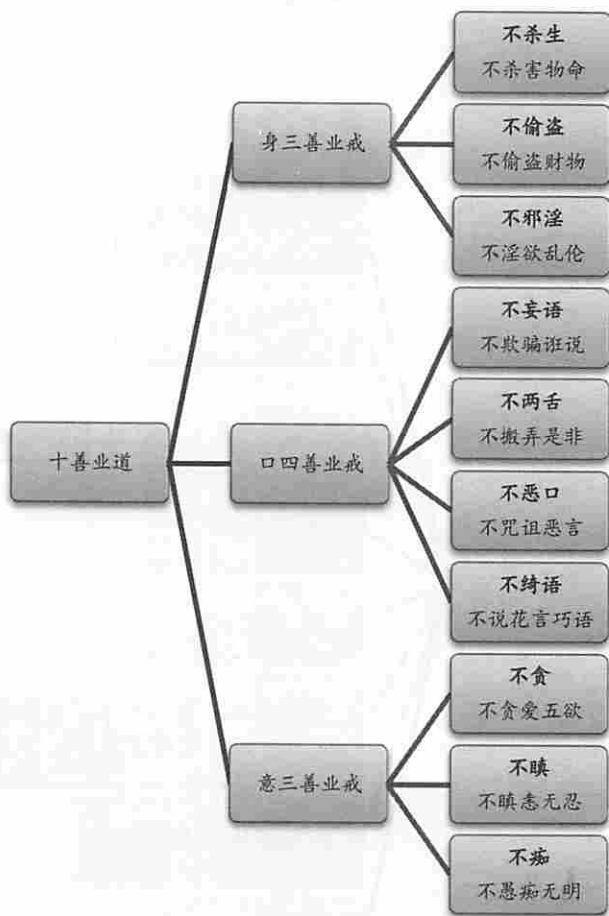 十善业道
身三善业戒
不杀生
不杀害物命
不偷盗
不偷盗财物
不邪淫
不淫欲乱伦
口四善业戒
不妄语
不欺骗诳说
不两舌
不搬弄是非
不恶口
不咒诅恶言
不绮语
不说花言巧语
意三善业戒
不贪
不贪爱五欲
不瞋
不瞋恚无忍
不痴
不愚痴无明